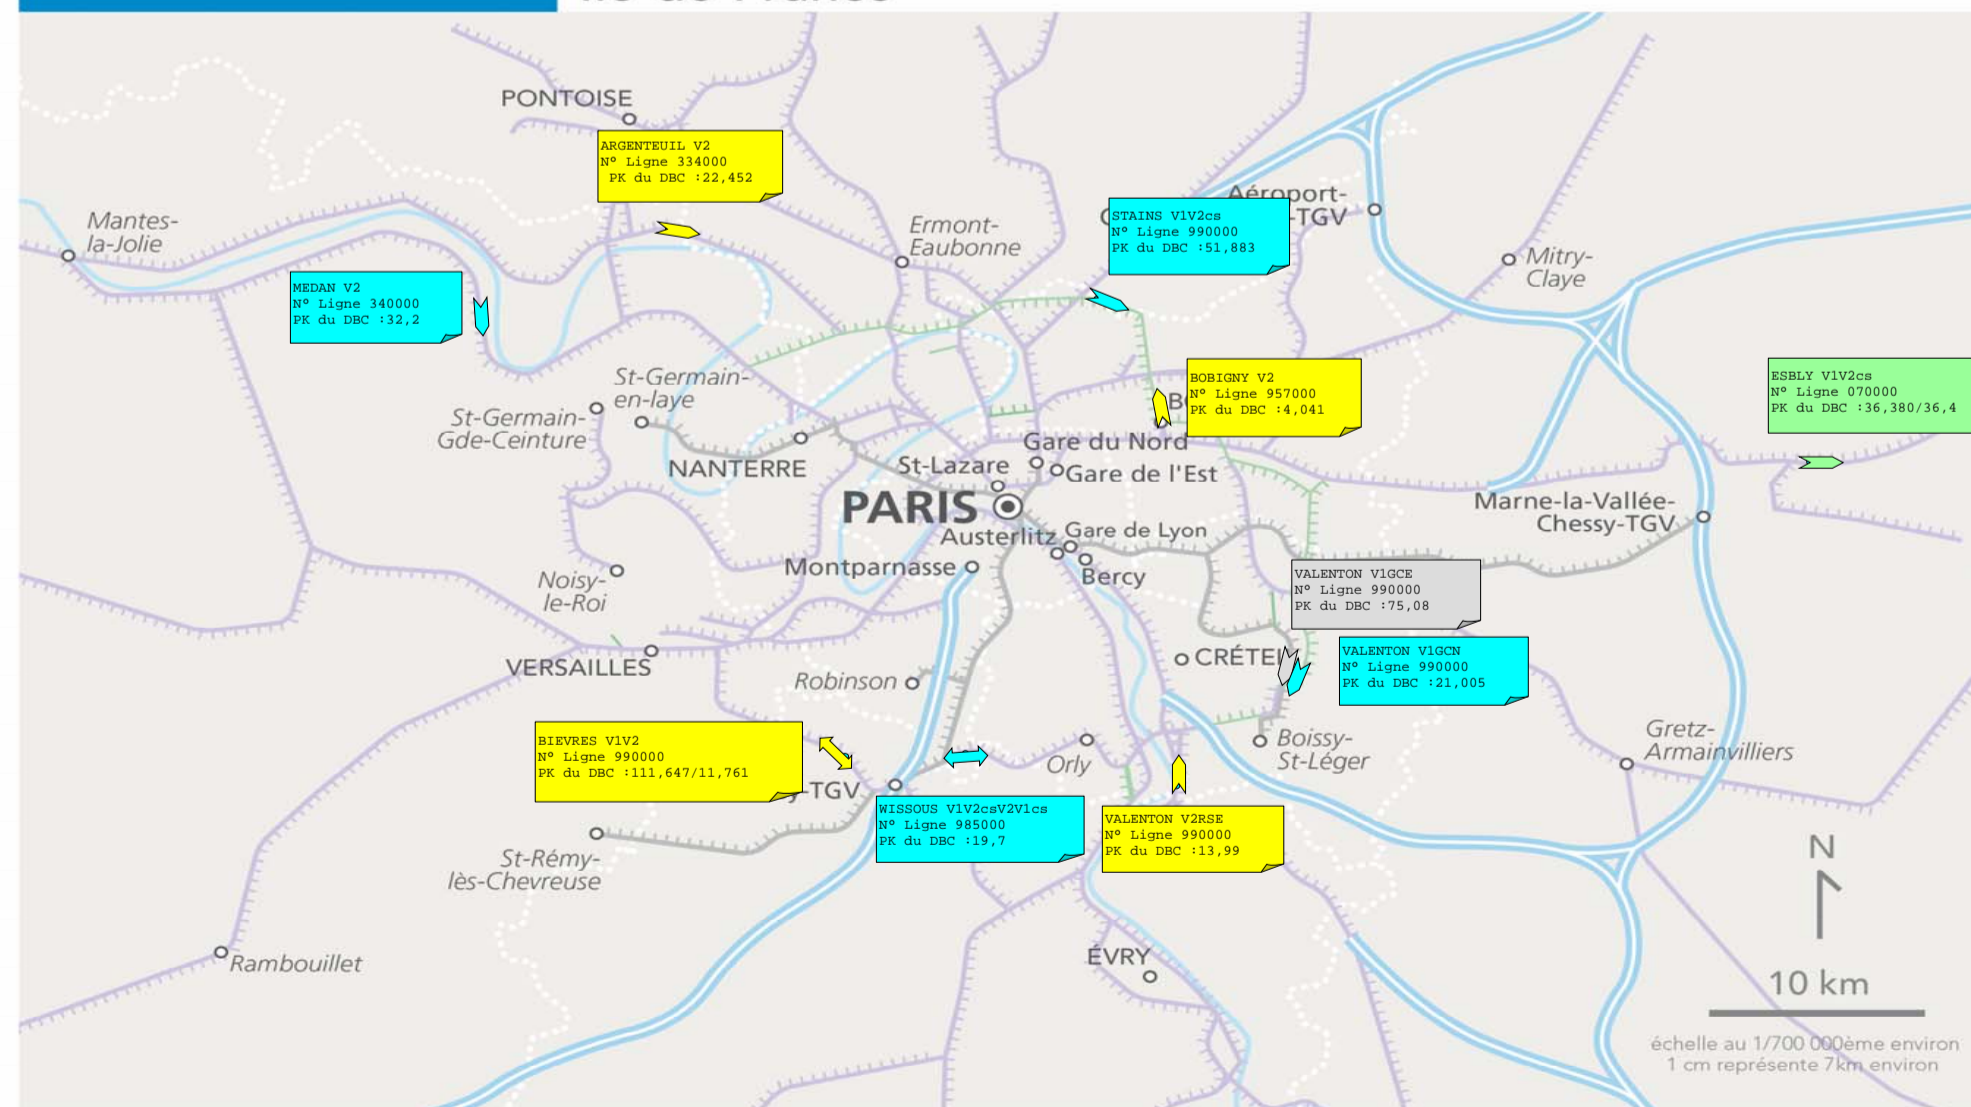 PONTOISE
ARGENTEUIL V2
N° Ligne 334000
PK du DBC :22,452
Mantes-
la-Jolie
Ermont-
Eaubonne
Aéroport-
-TGV
STAINS V1V2cs
N° Ligne 990000
PK du DBC :51,883
Mitry-
Claye
MEDAN V2
N° Ligne 340000
PK du DBC :32,2
St-Germain-
en-laye
St-Germain-
Gde-Ceinture
BOBIGNY V2
N° Ligne 957000
PK du DBC :4,041
ESBLY V1V2cs
N° Ligne 070000
PK du DBC :36,380/36,4
NANTERRE
Gare du Nord
St-Lazare
Gare de l'Est
PARIS
Austerlitz
Gare de Lyon
Marne-la-Vallée-
Chessy-TGV
Montparnasse
Bercy
Noisy-
le-Roi
VALENTON V1GCE
N° Ligne 990000
PK du DBC :75,08
VERSAILLES
CRÉTEI
VALENTON V1GCN
N° Ligne 990000
PK du DBC :21,005
Robinson
BIEVRES V1V2
N° Ligne 990000
PK du DBC :111,647/11,761
Orly
Boissy-
St-Léger
Gretz-
Armainvilliers
y-TGV
WISSOUS V1V2csV2V1cs
N° Ligne 985000
PK du DBC :19,7
VALENTON V2RSE
N° Ligne 990000
PK du DBC :13,99
St-Rémy-
lès-Chevreuse
N
Rambouillet
ÉVRY
10 km
échelle au 1/700 000ème environ
1 cm représente 7km environ